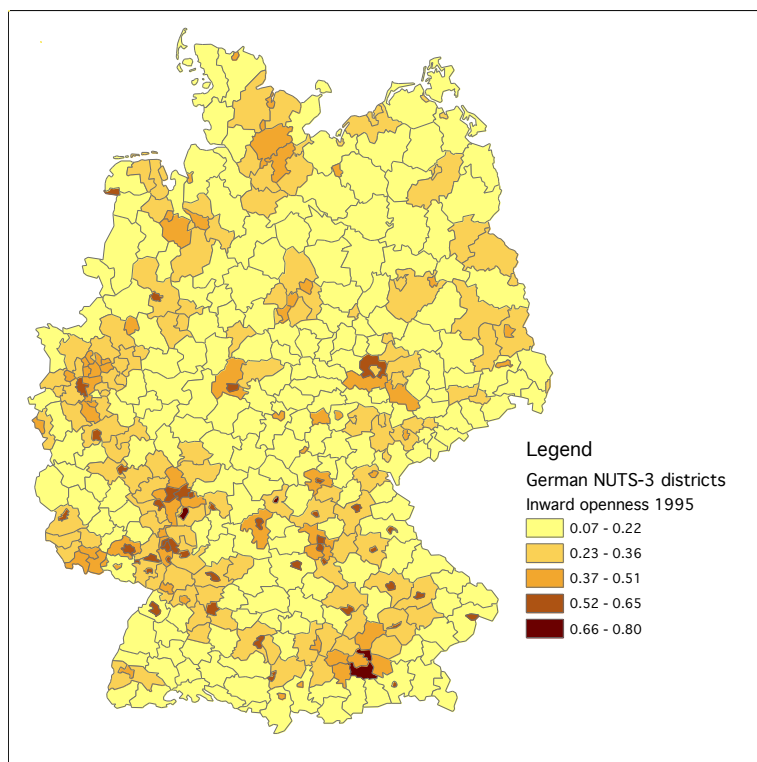 Legend
German NUTS-3 districts
Inward openness 1995
0.07 - 0.22
0.23 - 0.36
0.37 - 0.51
0.52 - 0.65
0.66 - 0.80